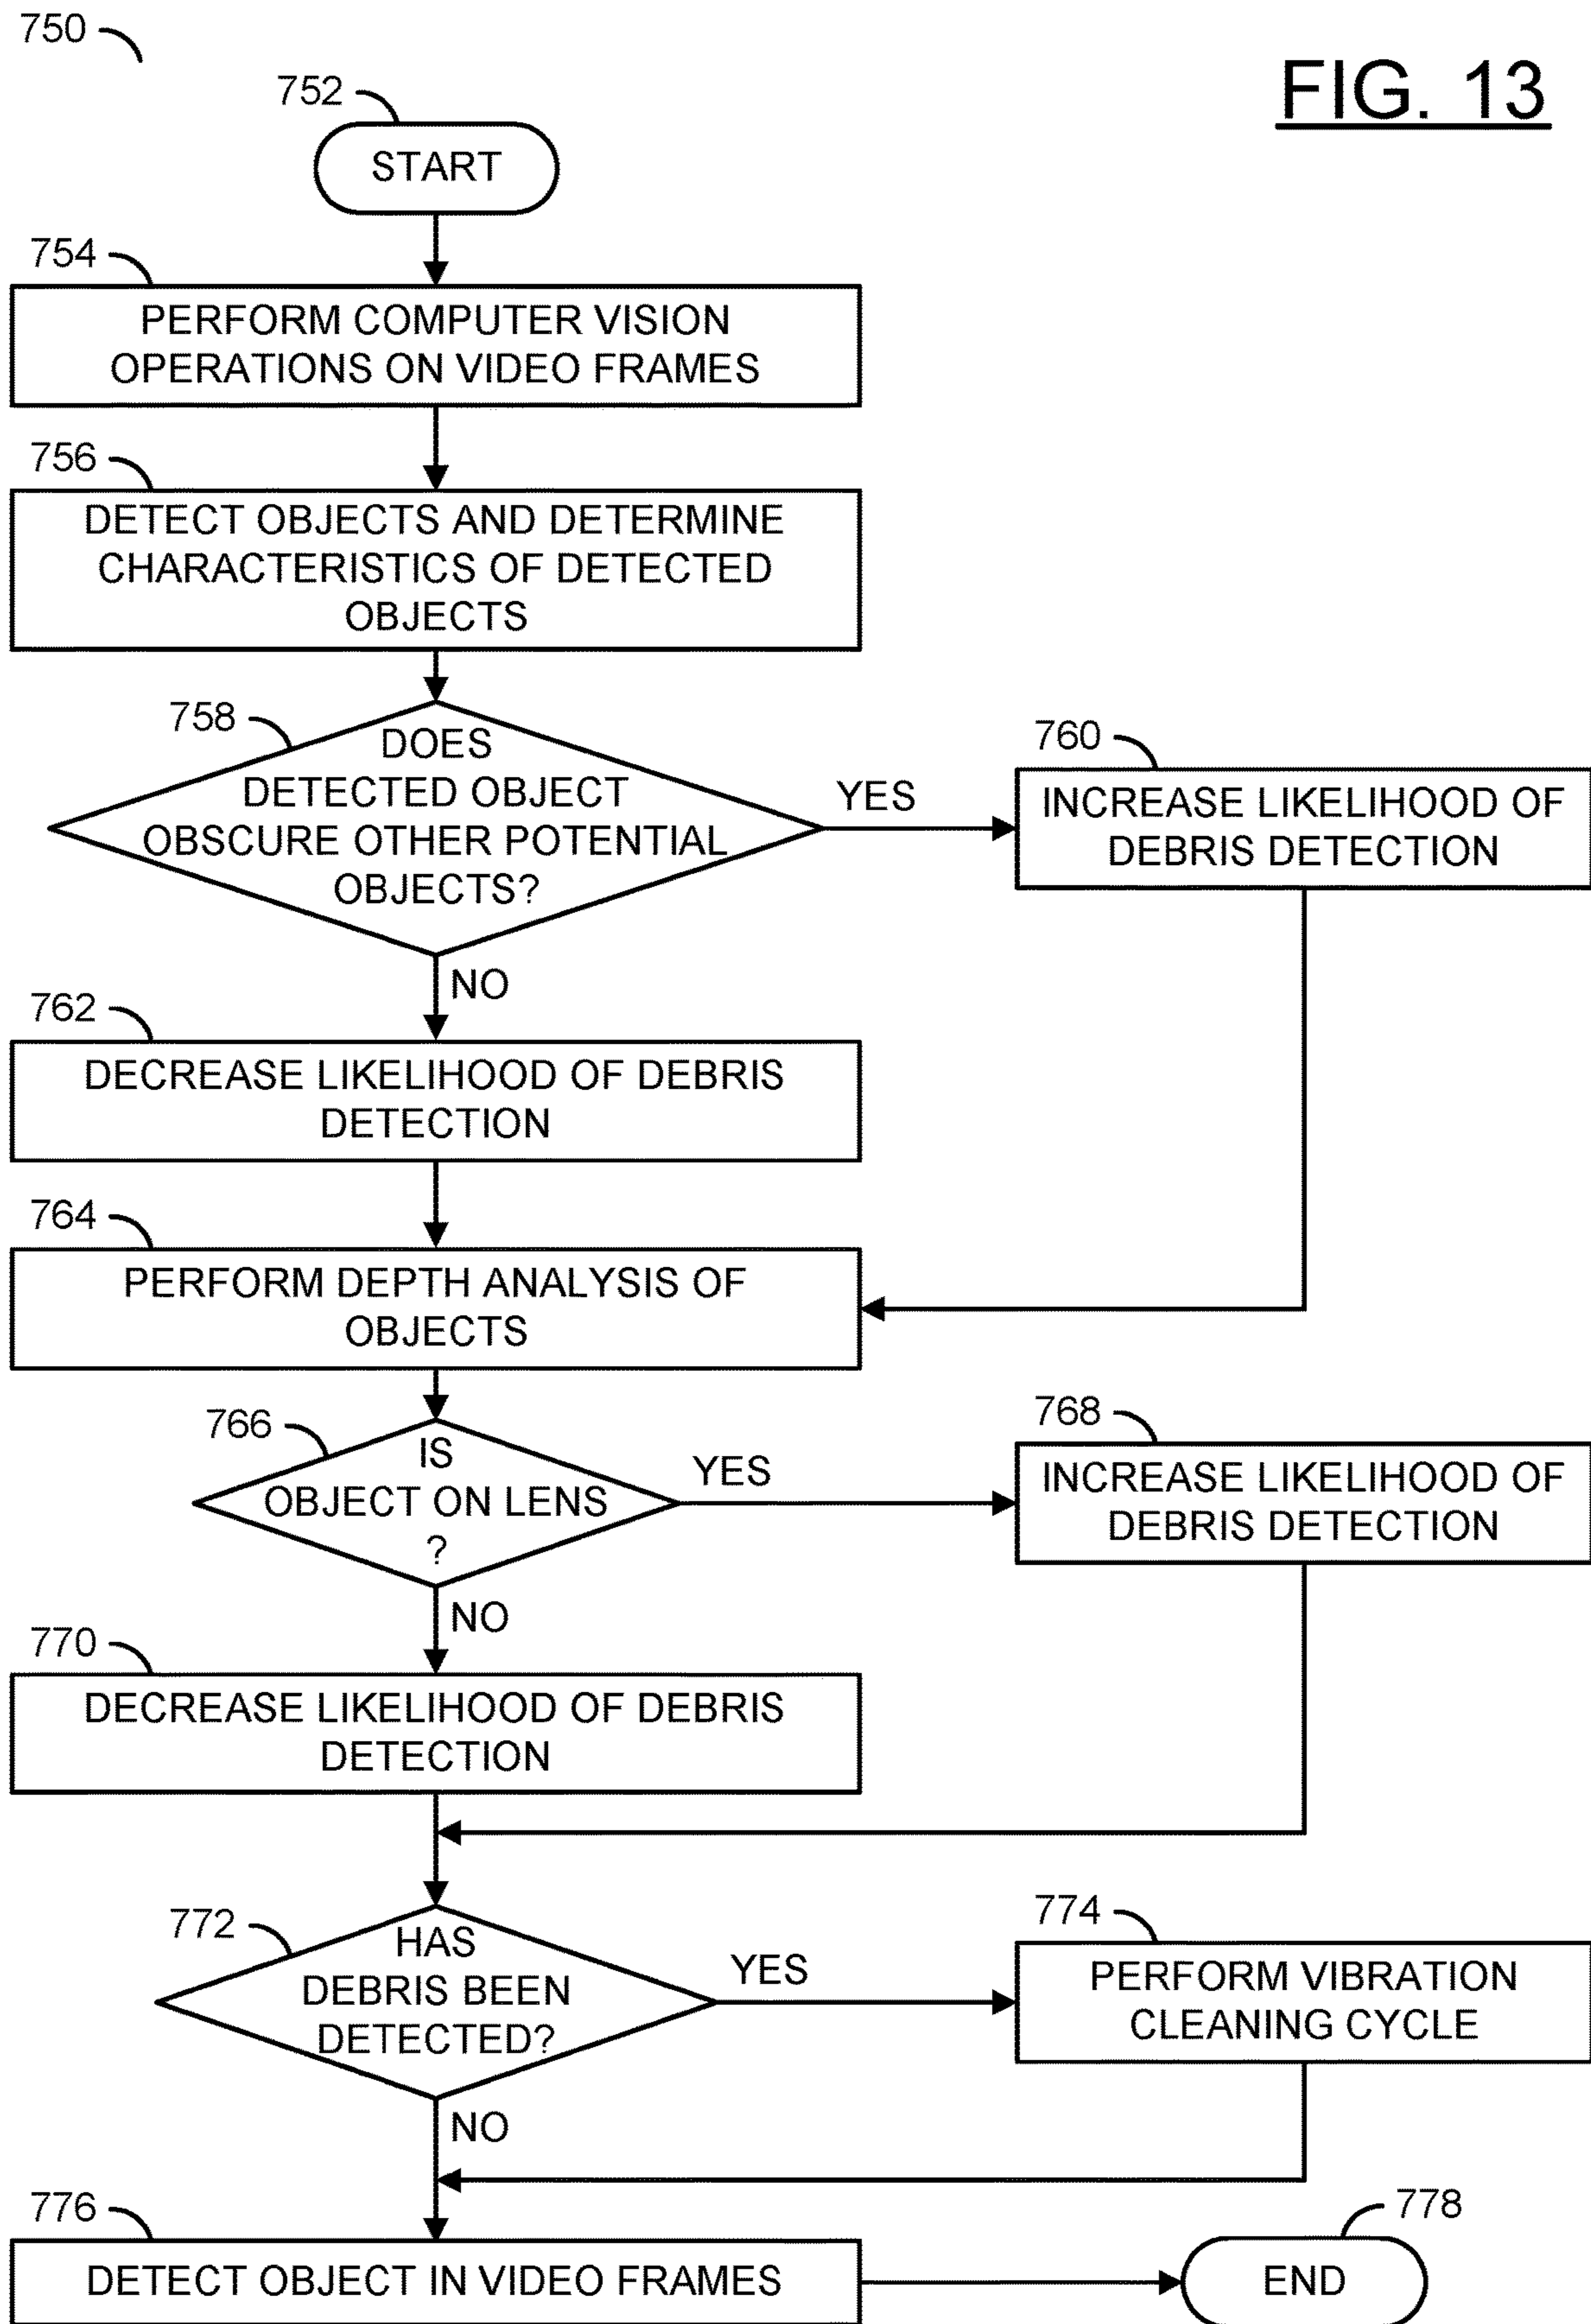 750
FIG. 13
752
START
754
PERFORM COMPUTER VISION
OPERATIONS ON VIDEO FRAMES
756
DETECT OBJECTS AND DETERMINE
CHARACTERISTICS OF DETECTED
OBJECTS
758
DOES
DETECTED OBJECT
OBSCURE OTHER POTENTIAL
OBJECTS?
YES
760
INCREASE LIKELIHOOD OF
DEBRIS DETECTION
NO
762
DECREASE LIKELIHOOD OF DEBRIS
DETECTION
764
PERFORM DEPTH ANALYSIS OF
OBJECTS
766
IS
OBJECT ON LENS
?
YES
768
INCREASE LIKELIHOOD OF
DEBRIS DETECTION
NO
770
DECREASE LIKELIHOOD OF DEBRIS
DETECTION
772
HAS
DEBRIS BEEN
DETECTED?
YES
774
PERFORM VIBRATION
CLEANING CYCLE
NO
776
DETECT OBJECT IN VIDEO FRAMES
778
END